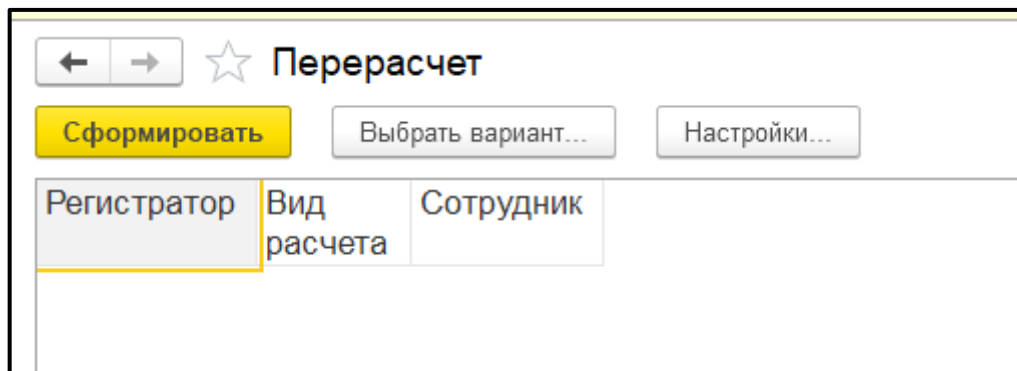 Перерасчет
Сформировать Выбрать вариант... Настройки...
Регистратор Вид расчета Сотрудник